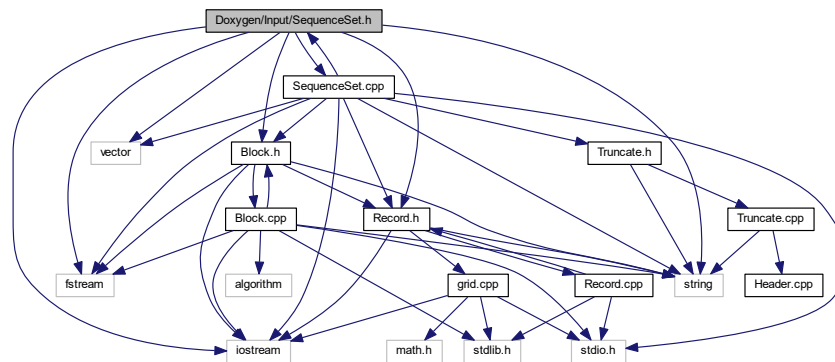 Doxygen/Input/SequenceSet.h
SequenceSet.cpp
vector
Block.h
Truncate.h
Block.cpp
Record.h
Truncate.cpp
fstream
algorithm
grid.cpp
Record.cpp
string
Header.cpp
iostream
math.h
stdlib.h
stdio.h